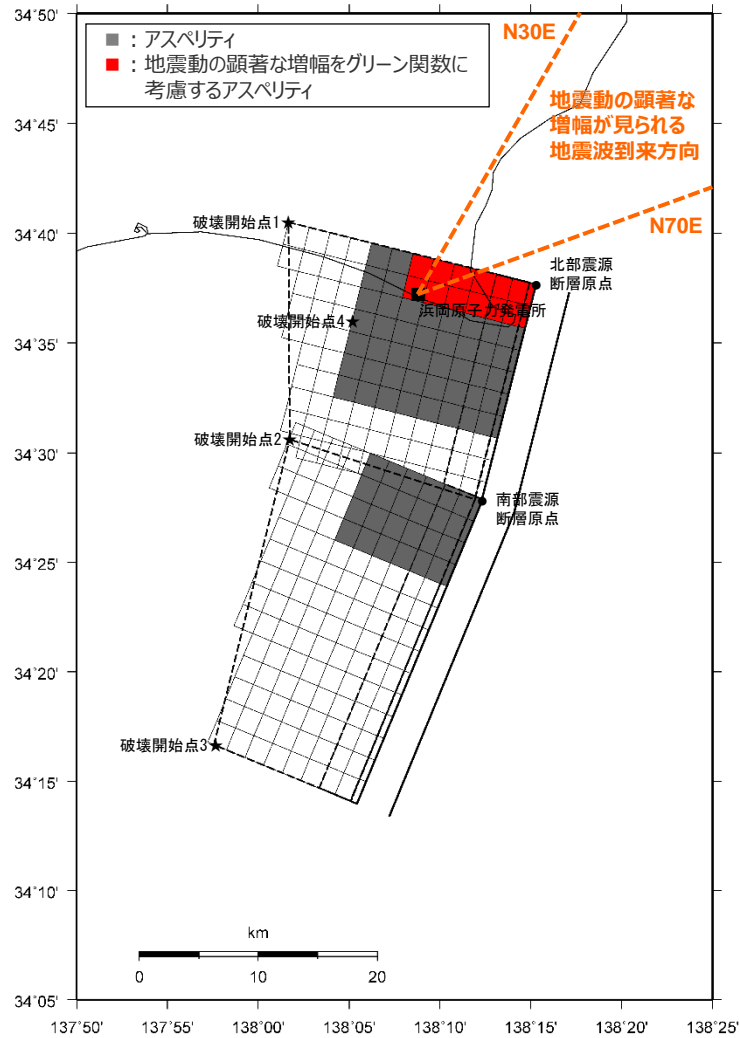 34°50'
■ : アスペリティ
■ : 地震動の顕著な増幅をグリーン関数に
考慮するアスペリティ
N30E
地震動の顕著な
増幅が見られる
地震波到来方向
34°45'
N70E
破壊開始点1
34°40'
北部震源
断層原点
浜岡原子力発電所
破壊開始点4
34°35'
破壊開始点2
34°30'
南部震源
断層原点
34°25'
34°20'
破壊開始点3
34°15'
34°10'
km
0 10 20
34°05'
137°50' 137°55' 138°00' 138°05' 138°10' 138°15' 138°20' 138°25'